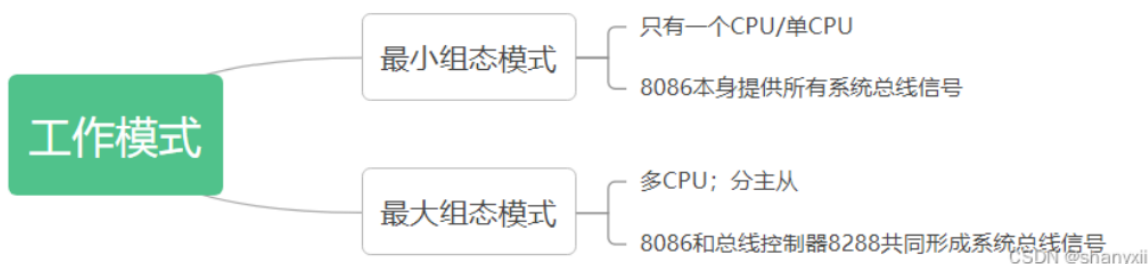 工作模式
最小组态模式
只有一个CPU/单CPU
8086本身提供所有系统总线信号
最大组态模式
多CPU；分主从
8086和总线控制器8288共同形成系统总线信号
CSDN @shanyxii